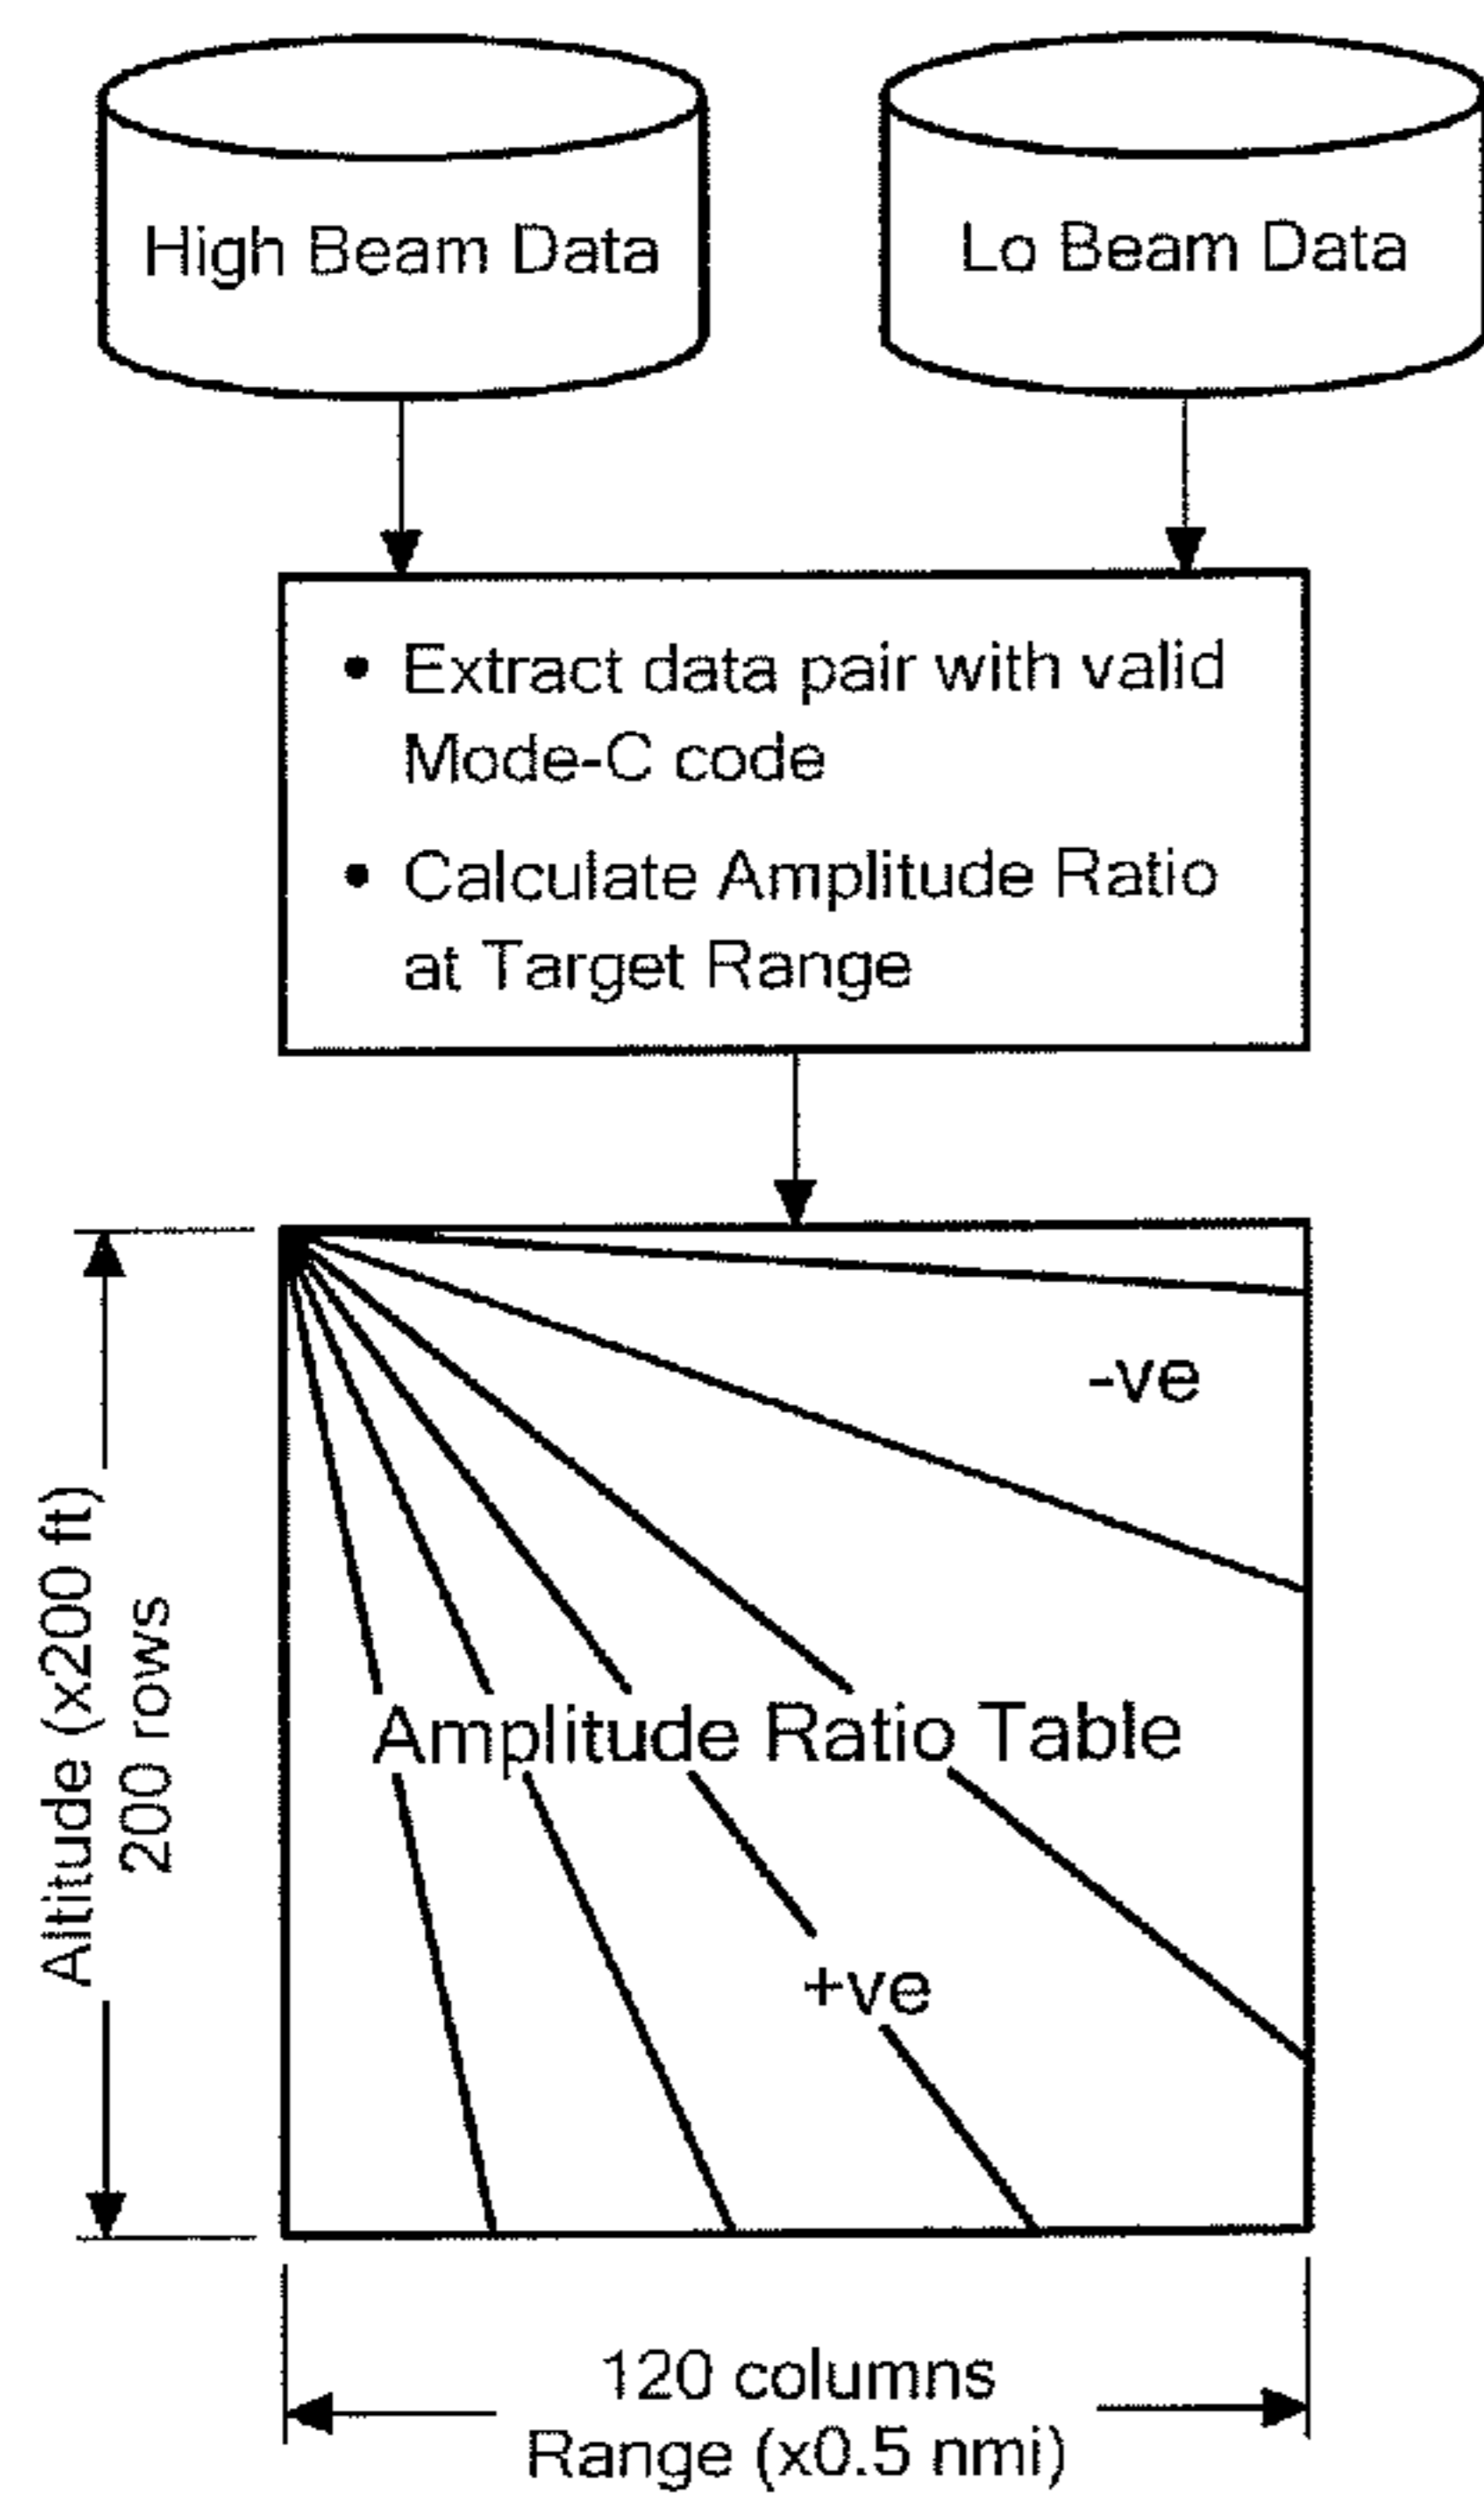 High Beam Data
Lo Beam Data
• Extract data pair with valid
Mode-C code
• Calculate Amplitude Ratio
at Target Range
-ve
Altitude (x200 ft)
200 rows
Amplitude Ratio Table
+ve
120 columns
Range (x0.5 nmi)